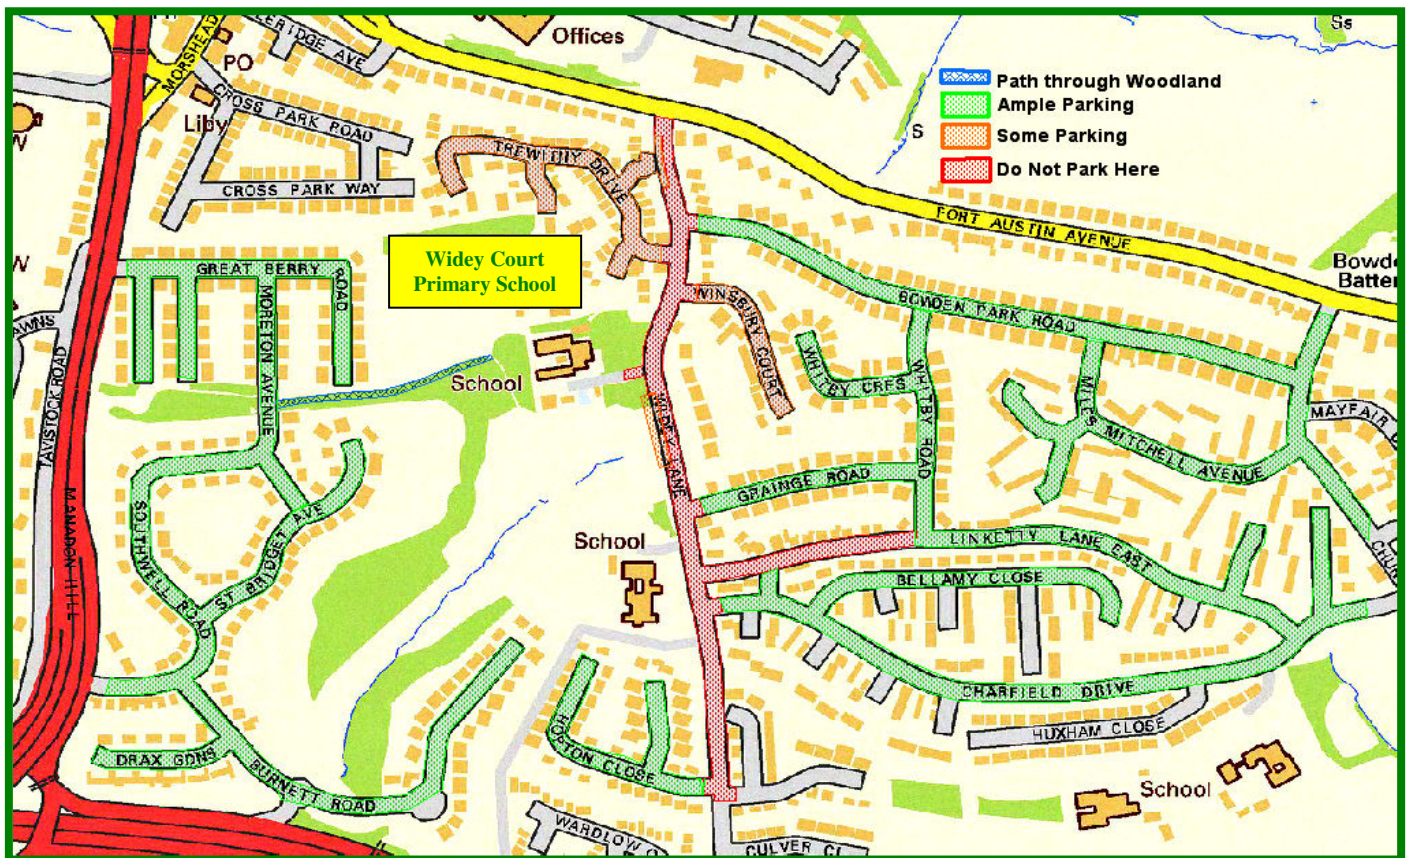 Ss
Offices
PO
MORSHEAD
CROSS PARK ROAD
Liby
CROSS PARK WAY
TREWITHY DRIVE
Path through Woodland
Ample Parking
Some Parking
Do Not Park Here
S
W
FORT AUSTIN AVENUE
Widey Court
Primary School
GREAT BERRY ROAD
MORETON AVENUE
W
TAVISTOCK ROAD
School
WINSBURY COURT
BOWDEN PARK ROAD
WHITBY CRES
WHITBY ROAD
MILES MITCHELL AVENUE
MAYFAIR
WIDEY LANE
GRAINGE ROAD
MANADON HILL
SOUTHWELL ROAD
ST BRIDGET AVE
School
LINKETTY LANE EAST
BELLAMY CLOSE
CHARFIELD DRIVE
HUXHAM CLOSE
HOPTON CLOSE
DRAX GDNS
BURNETT ROAD
WARDLOW
CULVER CL
School